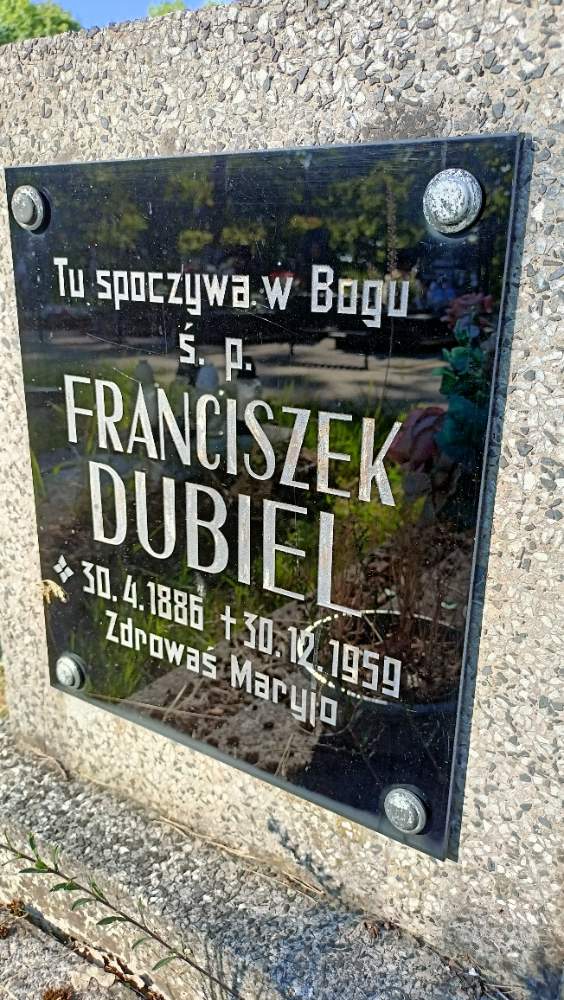 Tu spoczywa w Bogu
ś. p.
FRANCISZEK
DUBIEL
30.4.1886 +30.12.1959
Zdrowaś Maryjo